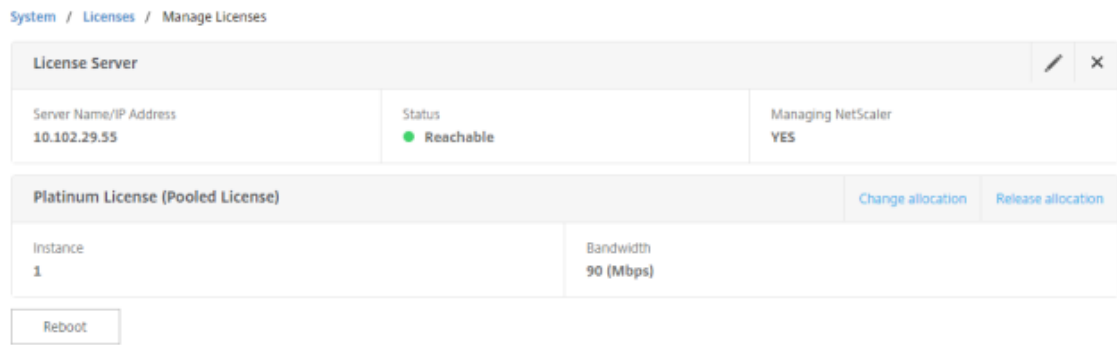 System / Licenses / Manage Licenses
License Server
Server Name/IP Address Status Managing NetScaler
10.102.29.55 Reachable YES
Platinum License (Pooled License) Change allocation Release allocation
Instance Bandwidth
1 90 (Mbps)
Reboot